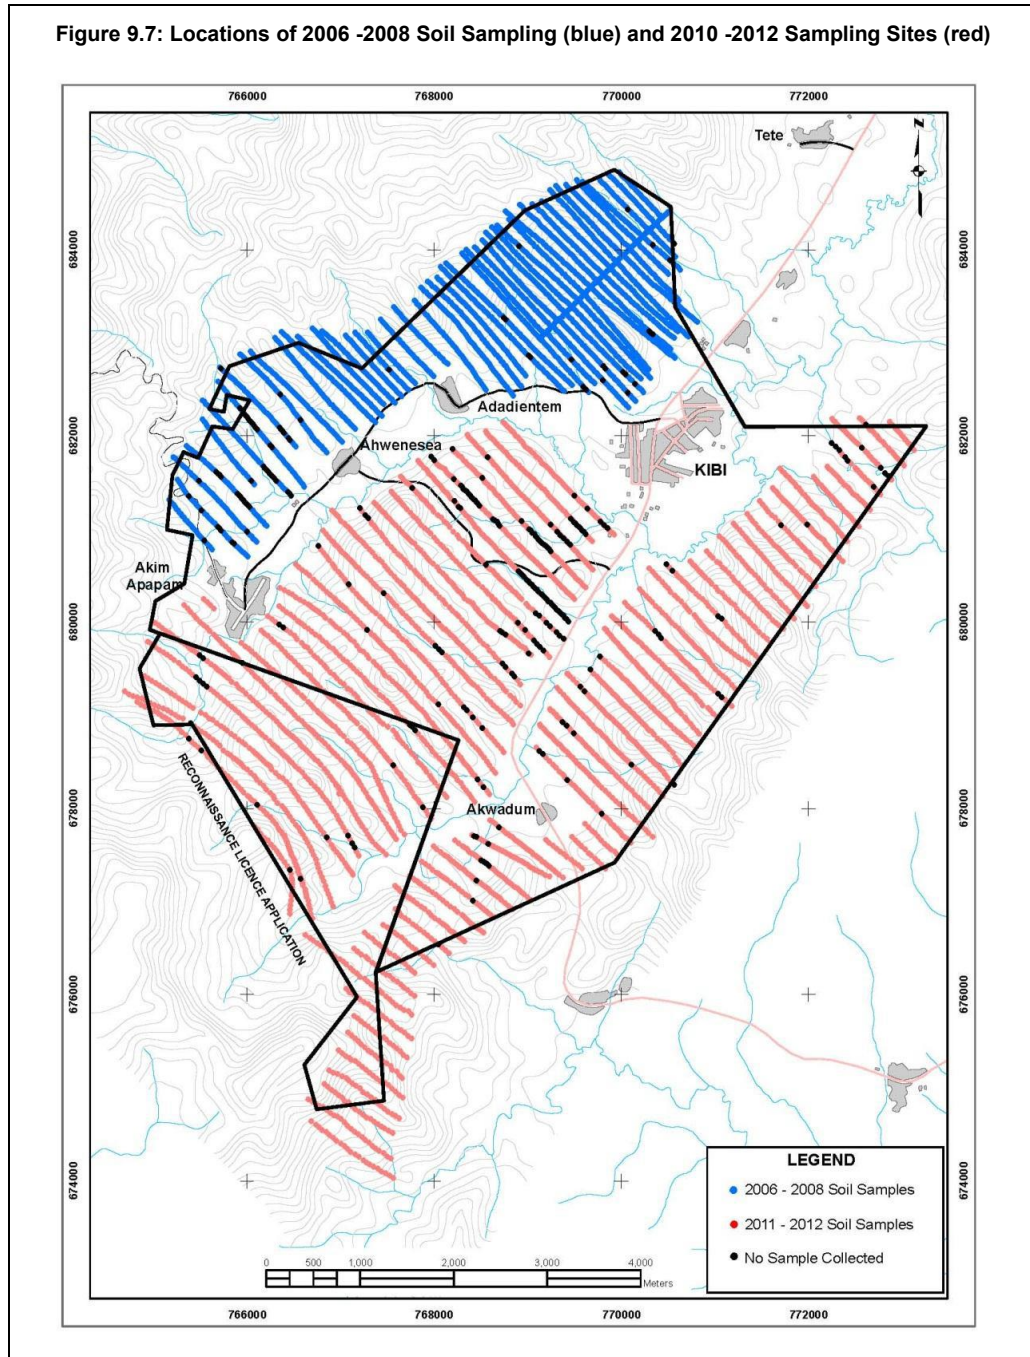 Figure 9.7: Locations of 2006 -2008 Soil Sampling (blue) and 2010 -2012 Sampling Sites (red)
766000 768000 770000 772000
Tete
N
684000 684000
Adadientem
682000 682000
Ahwenesea
KIBI
Akim
Apapam
680000 680000
RECONNAISSANCE LICENCE APPLICATION
678000 678000
Akwadum
676000 676000
674000 674000
LEGEND
2006 - 2008 Soil Samples
2011 - 2012 Soil Samples
No Sample Collected
0 500 1,000 2,000 3,000 4,000
Meters
766000 768000 770000 772000